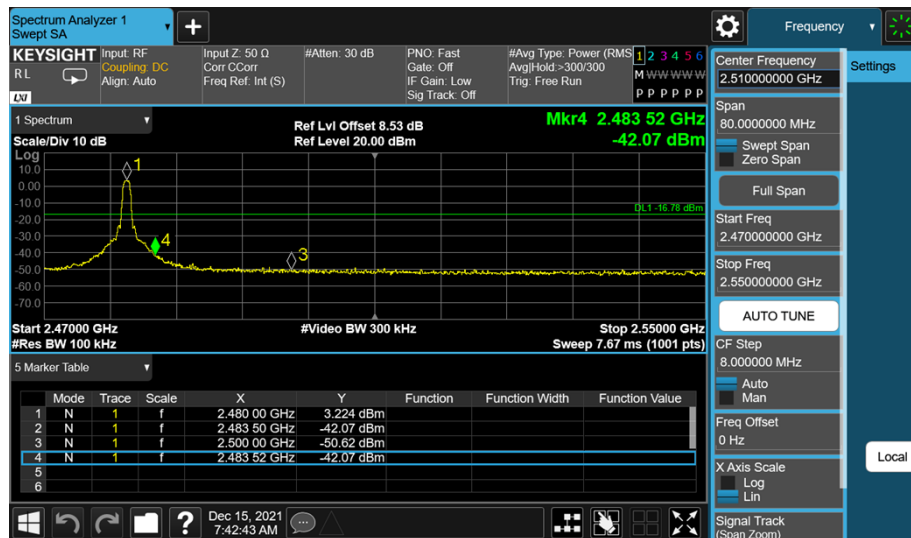 Spectrum Analyzer 1
Swept SA
+
Frequency
KEYSIGHT
R L
LXI
Input: RF
Coupling: DC
Align: Auto
Input Z: 50 Ω
Corr CCorr
Freq Ref: Int (S)
#Atten: 30 dB
PNO: Fast
Gate: Off
IF Gain: Low
Sig Track: Off
#Avg Type: Power (RMS
Avg|Hold:>300/300
Trig: Free Run
1 2 3 4 5 6
M W W W W W
P P P P P P
1 Spectrum
Scale/Div 10 dB
Ref Lvl Offset 8.53 dB
Ref Level 20.00 dBm
Mkr4 2.483 52 GHz
-42.07 dBm
Log
10.0
0.00
-10.0
-20.0
-30.0
-40.0
-50.0
-60.0
-70.0
1
4
3
DL1 -16.78 dBm
Start 2.47000 GHz
#Video BW 300 kHz
Stop 2.55000 GHz
#Res BW 100 kHz
Sweep 7.67 ms (1001 pts)
5 Marker Table
Mode Trace Scale X Y Function Function Width Function Value
1 N 1 f 2.480 00 GHz 3.224 dBm
2 N 1 f 2.483 50 GHz -42.07 dBm
3 N 1 f 2.500 00 GHz -50.62 dBm
4 N 1 f 2.483 52 GHz -42.07 dBm
5
6
?
Dec 15, 2021
7:42:43 AM
Center Frequency
2.510000000 GHz
Span
80.0000000 MHz
Swept Span
Zero Span
Full Span
Start Freq
2.470000000 GHz
Stop Freq
2.550000000 GHz
AUTO TUNE
CF Step
8.000000 MHz
Auto
Man
Freq Offset
0 Hz
X Axis Scale
Log
Lin
Signal Track
(Span Zoom)
Settings
Local